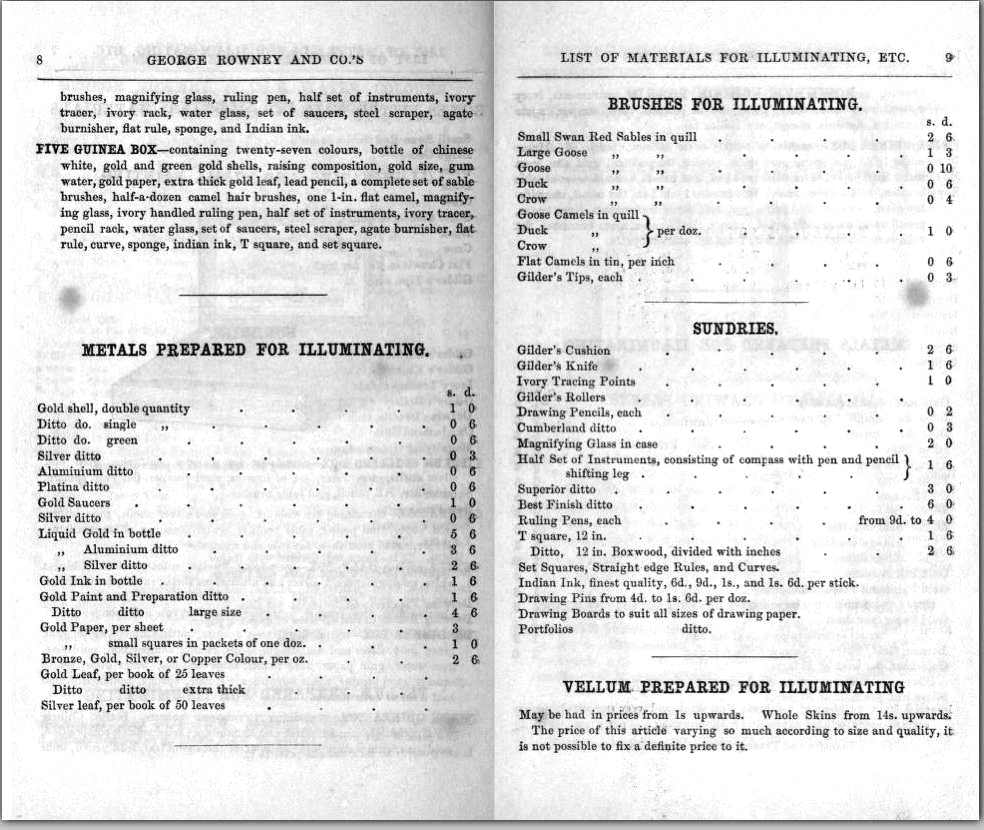 8 GEORGE ROWNEY AND CO.'S
brushes, magnifying glass, ruling pen, half set of instruments, ivory
tracer, ivory rack, water glass, set of saucers, steel scraper, agate
burnisher, flat rule, sponge, and Indian ink.
FIVE GUINEA BOX—containing twenty-seven colours, bottle of chinese
white, gold and green gold shells, raising composition, gold size, gum
water, gold paper, extra thick gold leaf, lead pencil, a complete set of sable
brushes, half-a-dozen camel hair brushes, one 1-in. flat camel, magnify-
ing glass, ivory handled ruling pen, half set of instruments, ivory tracer,
pencil rack, water glass, set of saucers, steel scraper, agate burnisher, flat
rule, curve, sponge, indian ink, T square, and set square.
METALS PREPARED FOR ILLUMINATING.
s. d.
Gold shell, double quantity . . . . 1 0
Ditto do. single „ . . . . 0 6
Ditto do. green . . . . . 0 6
Silver ditto . . . . . . 0 3
Aluminium ditto . . . . . 0 6
Platina ditto . . . . . 0 6
Gold Saucers . . . . . 1 0
Silver ditto . . . . . . 0 6
Liquid Gold in bottle . . . . . 5 6
„ Aluminium ditto . . . . 3 6
„ Silver ditto . . . . . 2 6
Gold Ink in bottle . . . . . . 1 6
Gold Paint and Preparation ditto . . . . 1 6
Ditto ditto large size . . . 4 6
Gold Paper, per sheet . . . . . 3
„ small squares in packets of one doz. . . . 1 0
Bronze, Gold, Silver, or Copper Colour, per oz. . . . 2 6
Gold Leaf, per book of 25 leaves . . . .
Ditto ditto extra thick . . . .
Silver leaf, per book of 50 leaves . . . .
LIST OF MATERIALS FOR ILLUMINATING, ETC. 9
BRUSHES FOR ILLUMINATING.
s. d.
Small Swan Red Sables in quill . . . . 2 6
Large Goose „ „ . . . . 1 3
Goose „ „ . . . . 0 10
Duck „ „ . . . . 0 6
Crow „ „ . . . . 0 4
Goose Camels in quill
Duck „ } per doz. . . . 1 0
Crow „
Flat Camels in tin, per inch . . . . 0 6
Gilder's Tips, each . . . . . 0 3
SUNDRIES.
Gilder's Cushion . . . . . 2 6
Gilder's Knife . . . . . 1 6
Ivory Tracing Points . . . . . 1 0
Gilder's Rollers
Drawing Pencils, each . . . . . 0 2
Cumberland ditto . . . . . 0 3
Magnifying Glass in case . . . . 2 0
Half Set of Instruments, consisting of compass with pen and pencil } 1 6
shifting leg . . . . . .
Superior ditto . . . . . . 3 0
Best Finish ditto . . . . . 6 0
Ruling Pens, each . . . . from 9d. to 4 0
T square, 12 in. . . . . . 1 6
Ditto, 12 in. Boxwood, divided with inches . . 2 6
Set Squares, Straight edge Rules, and Curves.
Indian Ink, finest quality, 6d., 9d., 1s., and 1s. 6d. per stick.
Drawing Pins from 4d. to 1s. 6d. per doz.
Drawing Boards to suit all sizes of drawing paper.
Portfolios ditto.
VELLUM PREPARED FOR ILLUMINATING
May be had in prices from 1s upwards. Whole Skins from 14s. upwards.
The price of this article varying so much according to size and quality, it
is not possible to fix a definite price to it.